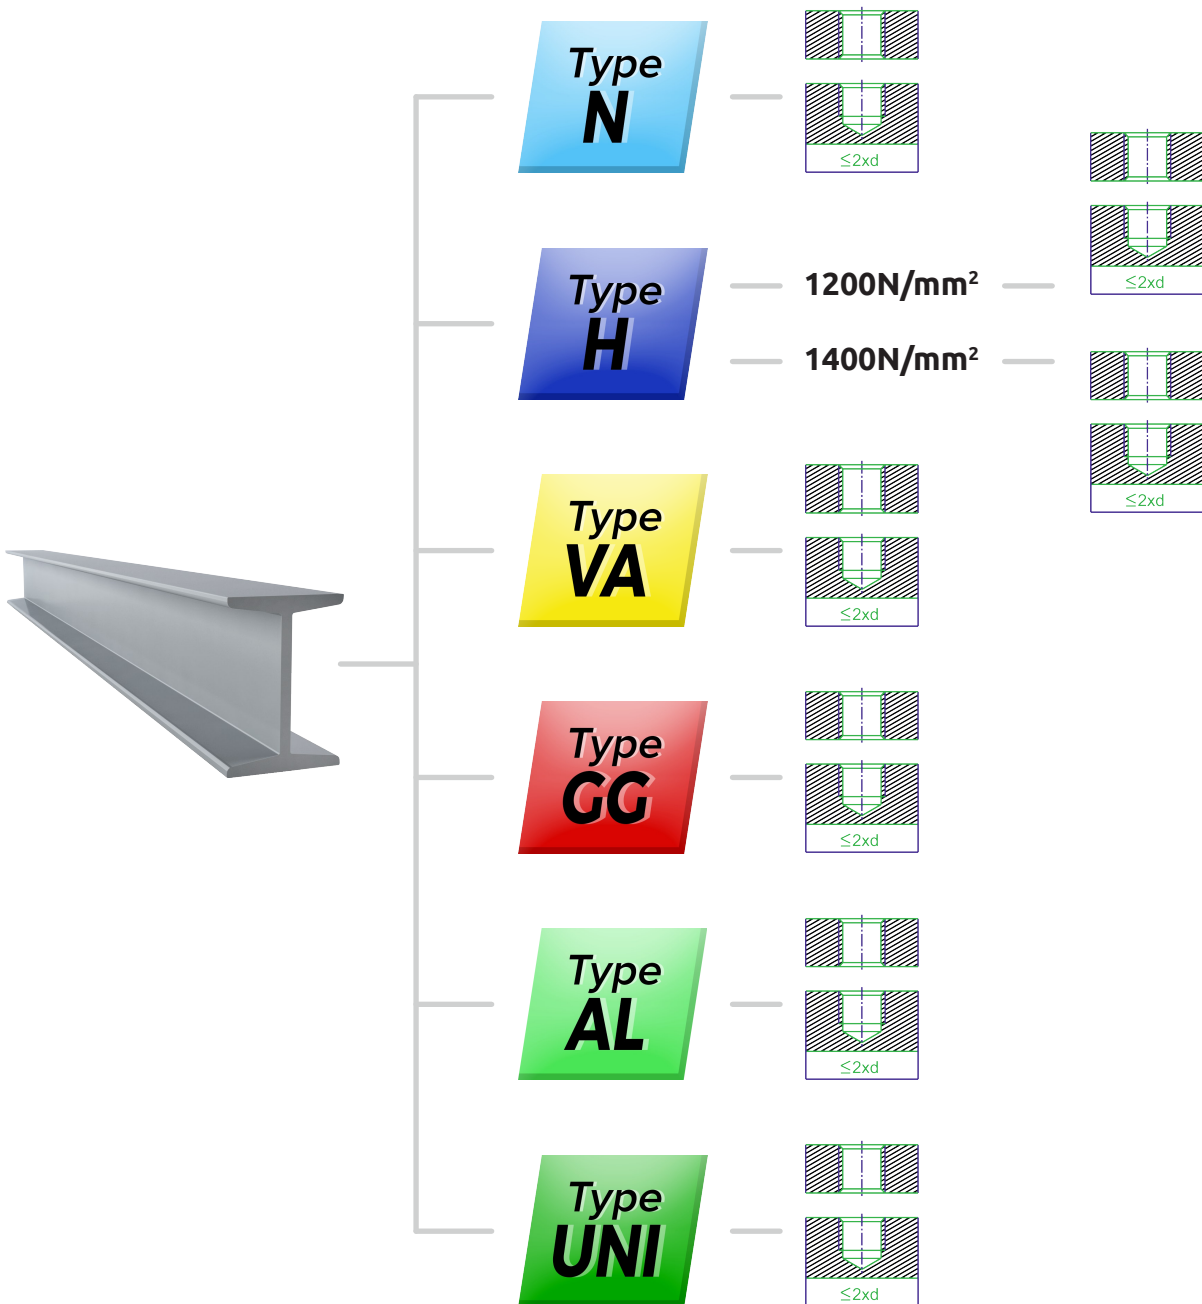 Type
N
≤2xd
Type
H
1200N/mm²
≤2xd
1400N/mm²
≤2xd
Type
VA
≤2xd
Type
GG
≤2xd
Type
AL
≤2xd
Type
UNI
≤2xd